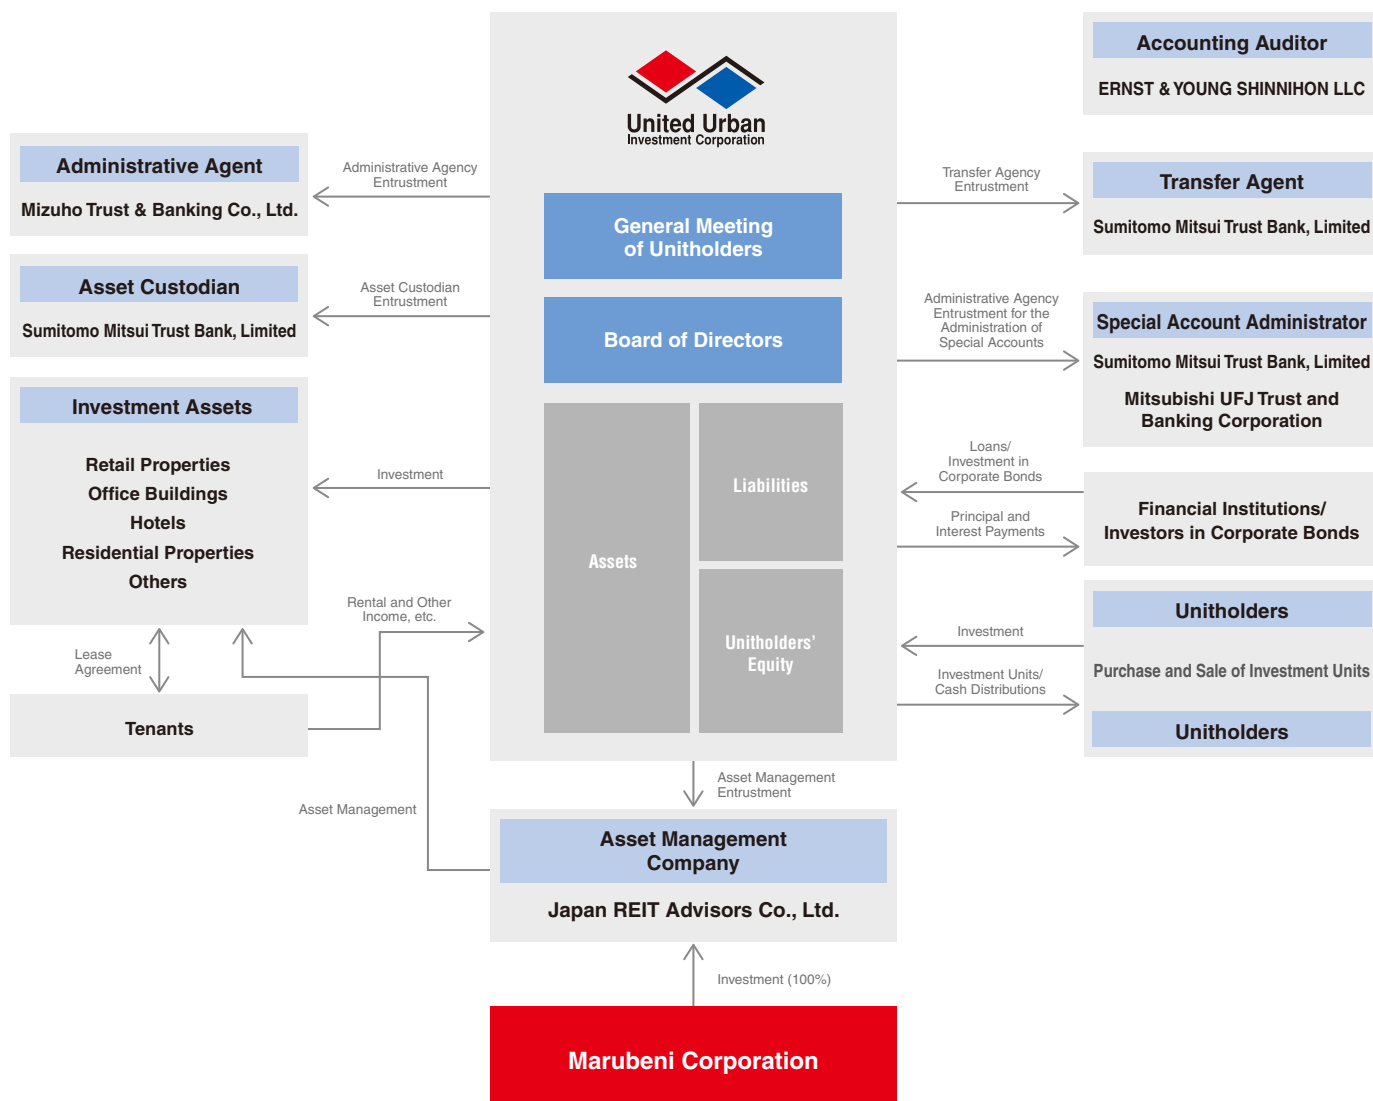 United Urban
Investment Corporation
General Meeting
of Unitholders
Board of Directors
Assets
Liabilities
Unitholders'
Equity
Administrative Agent
Mizuho Trust & Banking Co., Ltd.
Administrative Agency
Entrustment
Asset Custodian
Sumitomo Mitsui Trust Bank, Limited
Asset Custodian
Entrustment
Investment Assets
Retail Properties
Office Buildings
Hotels
Residential Properties
Others
Investment
Lease
Agreement
Tenants
Rental and Other
Income, etc.
Asset Management
Accounting Auditor
ERNST & YOUNG SHINNIHON LLC
Transfer Agency
Entrustment
Transfer Agent
Sumitomo Mitsui Trust Bank, Limited
Administrative Agency
Entrustment for the
Administration of
Special Accounts
Special Account Administrator
Sumitomo Mitsui Trust Bank, Limited
Mitsubishi UFJ Trust and
Banking Corporation
Loans/
Investment in
Corporate Bonds
Principal and
Interest Payments
Financial Institutions/
Investors in Corporate Bonds
Investment
Investment Units/
Cash Distributions
Unitholders
Purchase and Sale of Investment Units
Unitholders
Asset Management
Entrustment
Asset Management
Company
Japan REIT Advisors Co., Ltd.
Investment (100%)
Marubeni Corporation